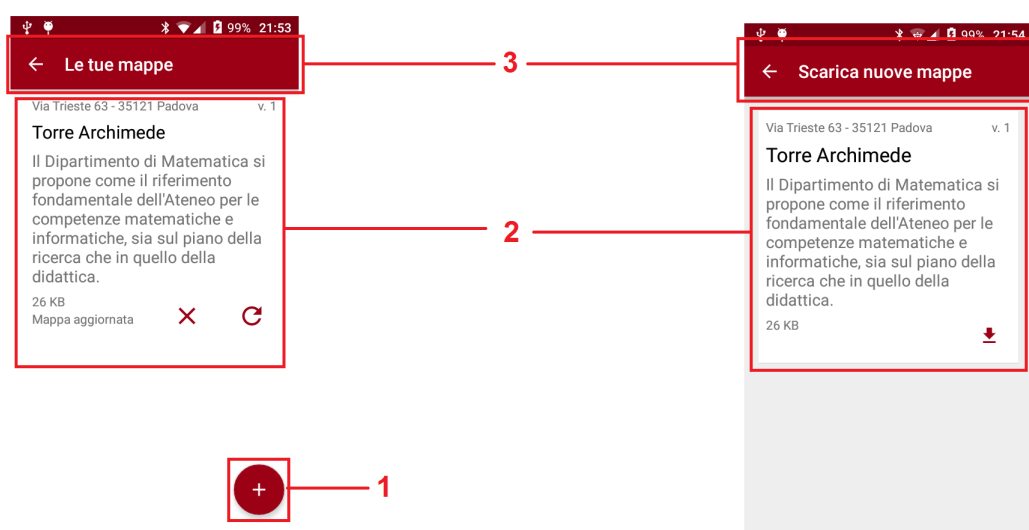 99% 21:53
Le tue mappe
Via Trieste 63 - 35121 Padova v. 1
Torre Archimede
Il Dipartimento di Matematica si
propone come il riferimento
fondamentale dell'Ateneo per le
competenze matematiche e
informatiche, sia sul piano della
ricerca che in quello della
didattica.
26 KB
Mappa aggiornata
+
3
2
1
99% 21:54
Scarica nuove mappe
Via Trieste 63 - 35121 Padova v. 1
Torre Archimede
Il Dipartimento di Matematica si
propone come il riferimento
fondamentale dell'Ateneo per le
competenze matematiche e
informatiche, sia sul piano della
ricerca che in quello della
didattica.
26 KB